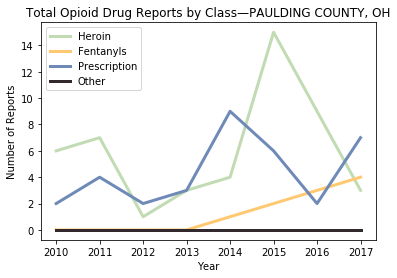 Total Opioid Drug Reports by Class—PAULDING COUNTY, OH
Heroin
Fentanyls
Prescription
Other
Number of Reports
14
12
10
8
6
4
2
0
2010 2011 2012 2013 2014 2015 2016 2017
Year